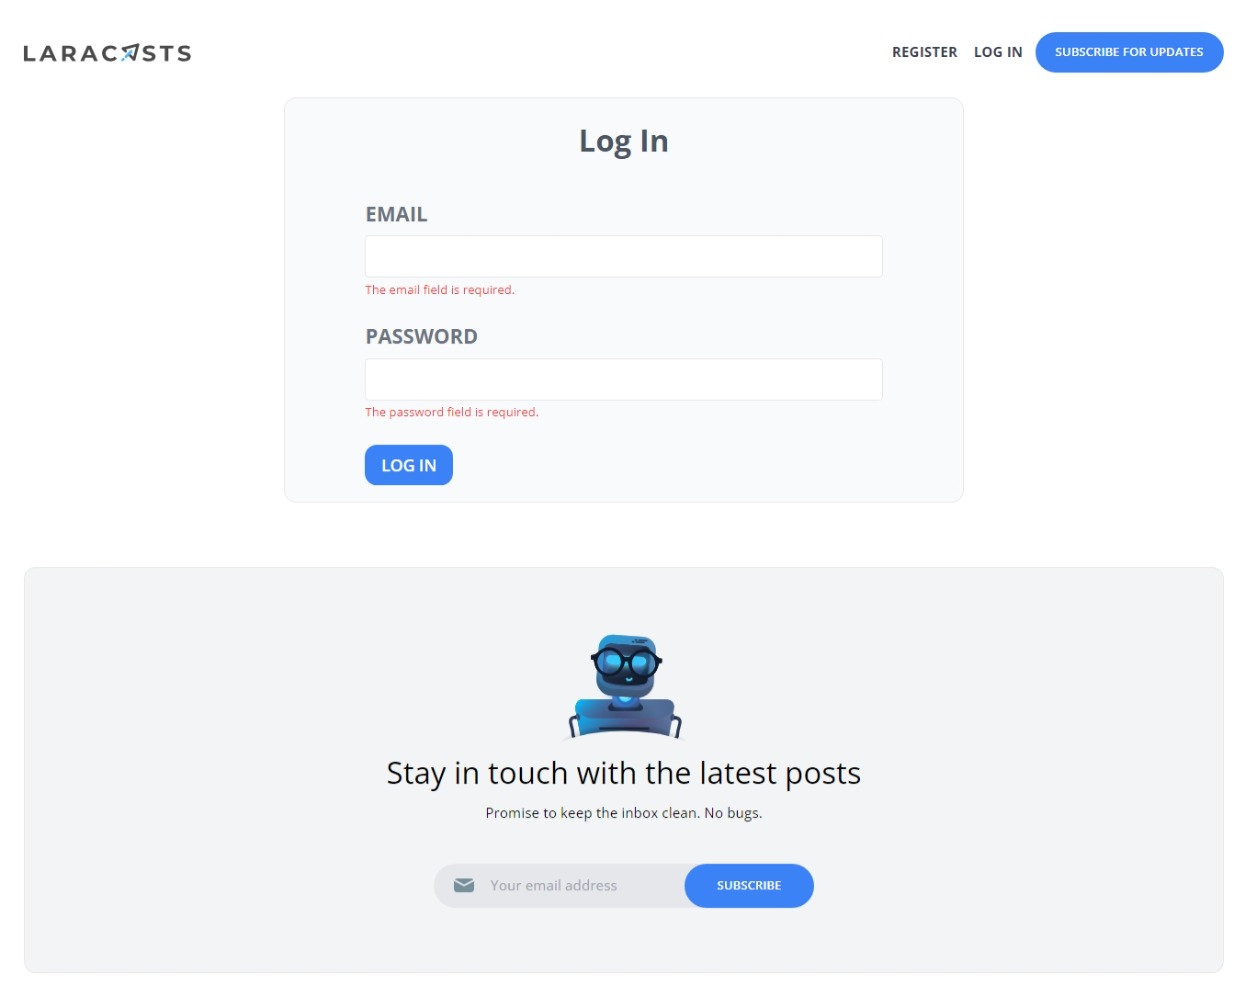 LARACASTS
REGISTER LOG IN SUBSCRIBE FOR UPDATES
Log In
EMAIL
The email field is required.
PASSWORD
The password field is required.
LOG IN
Stay in touch with the latest posts
Promise to keep the inbox clean. No bugs.
Your email address SUBSCRIBE